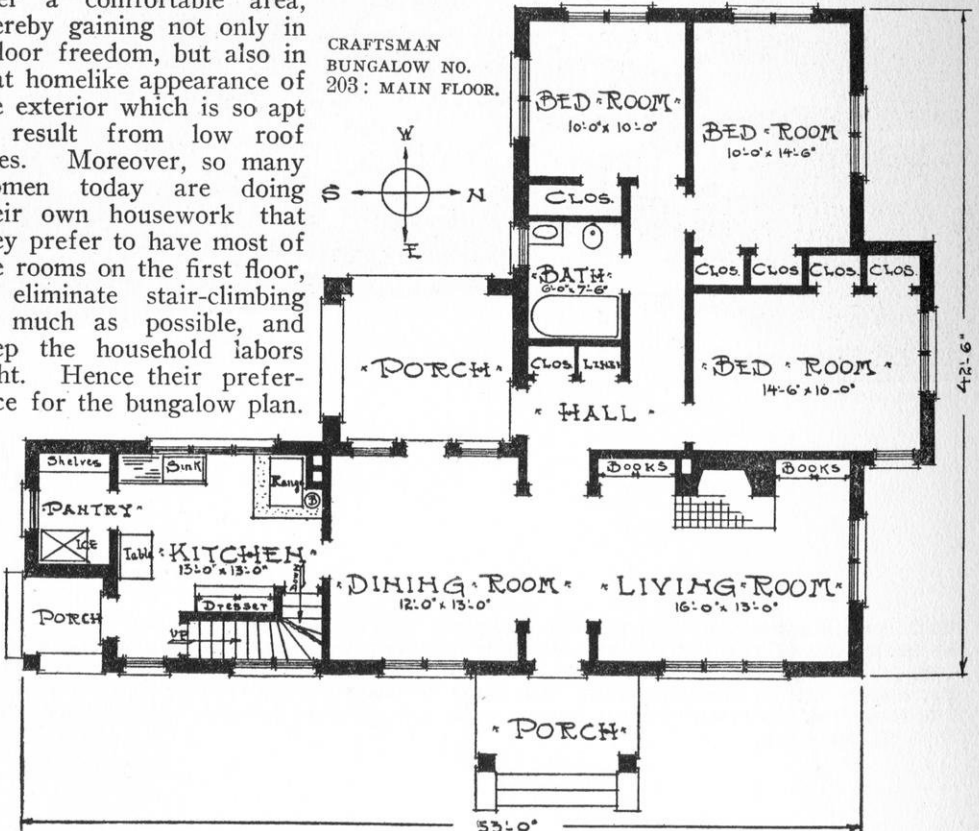 er a comfortable area,
ereby gaining not only in
loor freedom, but also in
at homelike appearance of
e exterior which is so apt
result from low roof
es. Moreover, so many
omen today are doing
eir own housework that
ey prefer to have most of
e rooms on the first floor,
eliminate stair-climbing
much as possible, and
ep the household labors
ht. Hence their prefer-
ce for the bungalow plan.
CRAFTSMAN
BUNGALOW NO.
203: MAIN FLOOR.
W
S N
E
BED·ROOM
10'-0" x 10'-0"
BED·ROOM
10'-0" x 14'-6"
CLOS.
BATH
6'-0" x 7'-6"
CLOS. CLOS. CLOS. CLOS.
CLOS LINEN
PORCH
BED·ROOM
14'-6" x 10'-0"
HALL
42'-6"
Shelves
Sink
Range
B
BOOKS BOOKS
PANTRY
ICE
Table
KITCHEN
13'-0" x 13'-0"
DOWN
DINING·ROOM
12'-0" x 13'-0"
LIVING·ROOM
16'-0" x 13'-0"
Dresser
PORCH
UP
PORCH
53'-0"